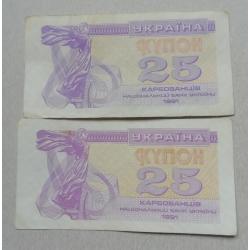 УКРАЇНА
КУПОН
25
КАРБОВАНЦІВ
НАЦІОНАЛЬНИЙ БАНК УКРАЇНИ
1991
УКРАЇНА
КУПОН
25
КАРБОВАНЦІВ
НАЦІОНАЛЬНИЙ БАНК УКРАЇНИ
1991